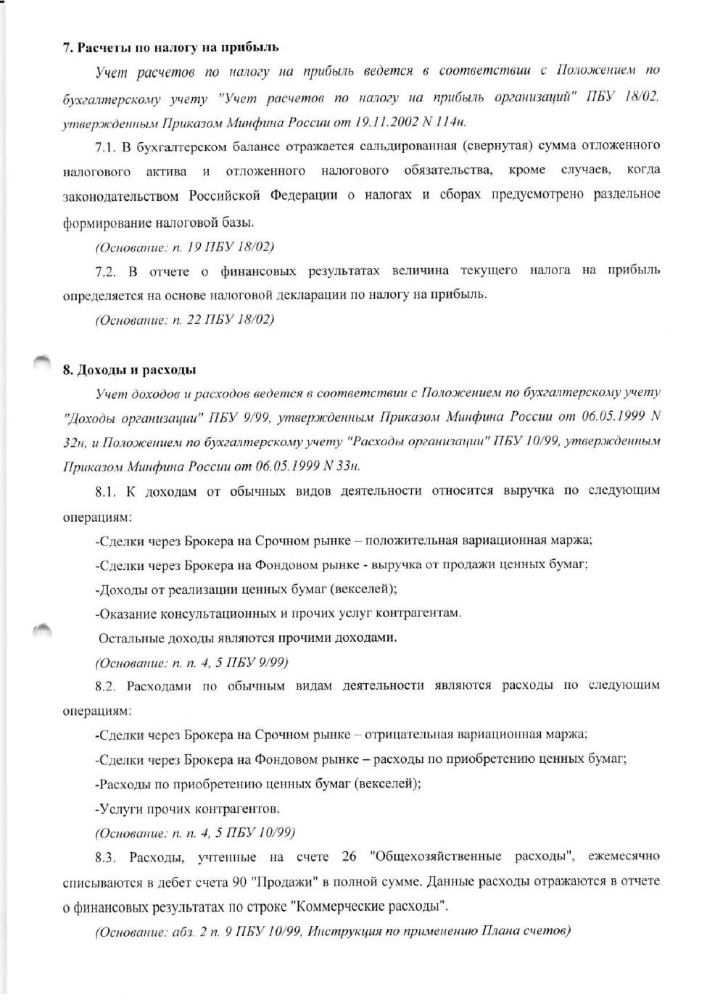 7. Расчеты по налогу на прибыль
Учет расчетов по налогу на прибыль ведется в соответствии с Положением по
бухгалтерскому учету "Учет расчетов по налогу на прибыль организаций" ПБУ 18/02,
утвержденным Приказом Минфина России от 19.11.2002 N 114н.
7.1. В бухгалтерском балансе отражается сальдированная (свернутая) сумма отложенного
налогового актива и отложенного налогового обязательства, кроме случаев, когда
законодательством Российской Федерации о налогах и сборах предусмотрено раздельное
формирование налоговой базы.
(Основание: п. 19 ПБУ 18/02)
7.2. В отчете о финансовых результатах величина текущего налога на прибыль
определяется на основе налоговой декларации по налогу на прибыль.
(Основание: п. 22 ПБУ 18/02)
8. Доходы и расходы
Учет доходов и расходов ведется в соответствии с Положением по бухгалтерскому учету
"Доходы организации" ПБУ 9/99, утвержденным Приказом Минфина России от 06.05.1999 N
32н, и Положением по бухгалтерскому учету "Расходы организации" ПБУ 10/99, утвержденным
Приказом Минфина России от 06.05.1999 N 33н.
8.1. К доходам от обычных видов деятельности относится выручка по следующим
операциям:
-Сделки через Брокера на Срочном рынке – положительная вариационная маржа;
-Сделки через Брокера на Фондовом рынке - выручка от продажи ценных бумаг;
-Доходы от реализации ценных бумаг (векселей);
-Оказание консультационных и прочих услуг контрагентам.
Остальные доходы являются прочими доходами.
(Основание: п. п. 4, 5 ПБУ 9/99)
8.2. Расходами по обычным видам деятельности являются расходы по следующим
операциям:
-Сделки через Брокера на Срочном рынке – отрицательная вариационная маржа;
-Сделки через Брокера на Фондовом рынке – расходы по приобретению ценных бумаг;
-Расходы по приобретению ценных бумаг (векселей);
-Услуги прочих контрагентов.
(Основание: п. п. 4, 5 ПБУ 10/99)
8.3. Расходы, учтенные на счете 26 "Общехозяйственные расходы", ежемесячно
списываются в дебет счета 90 "Продажи" в полной сумме. Данные расходы отражаются в отчете
о финансовых результатах по строке "Коммерческие расходы".
(Основание: абз. 2 п. 9 ПБУ 10/99, Инструкция по применению Плана счетов)